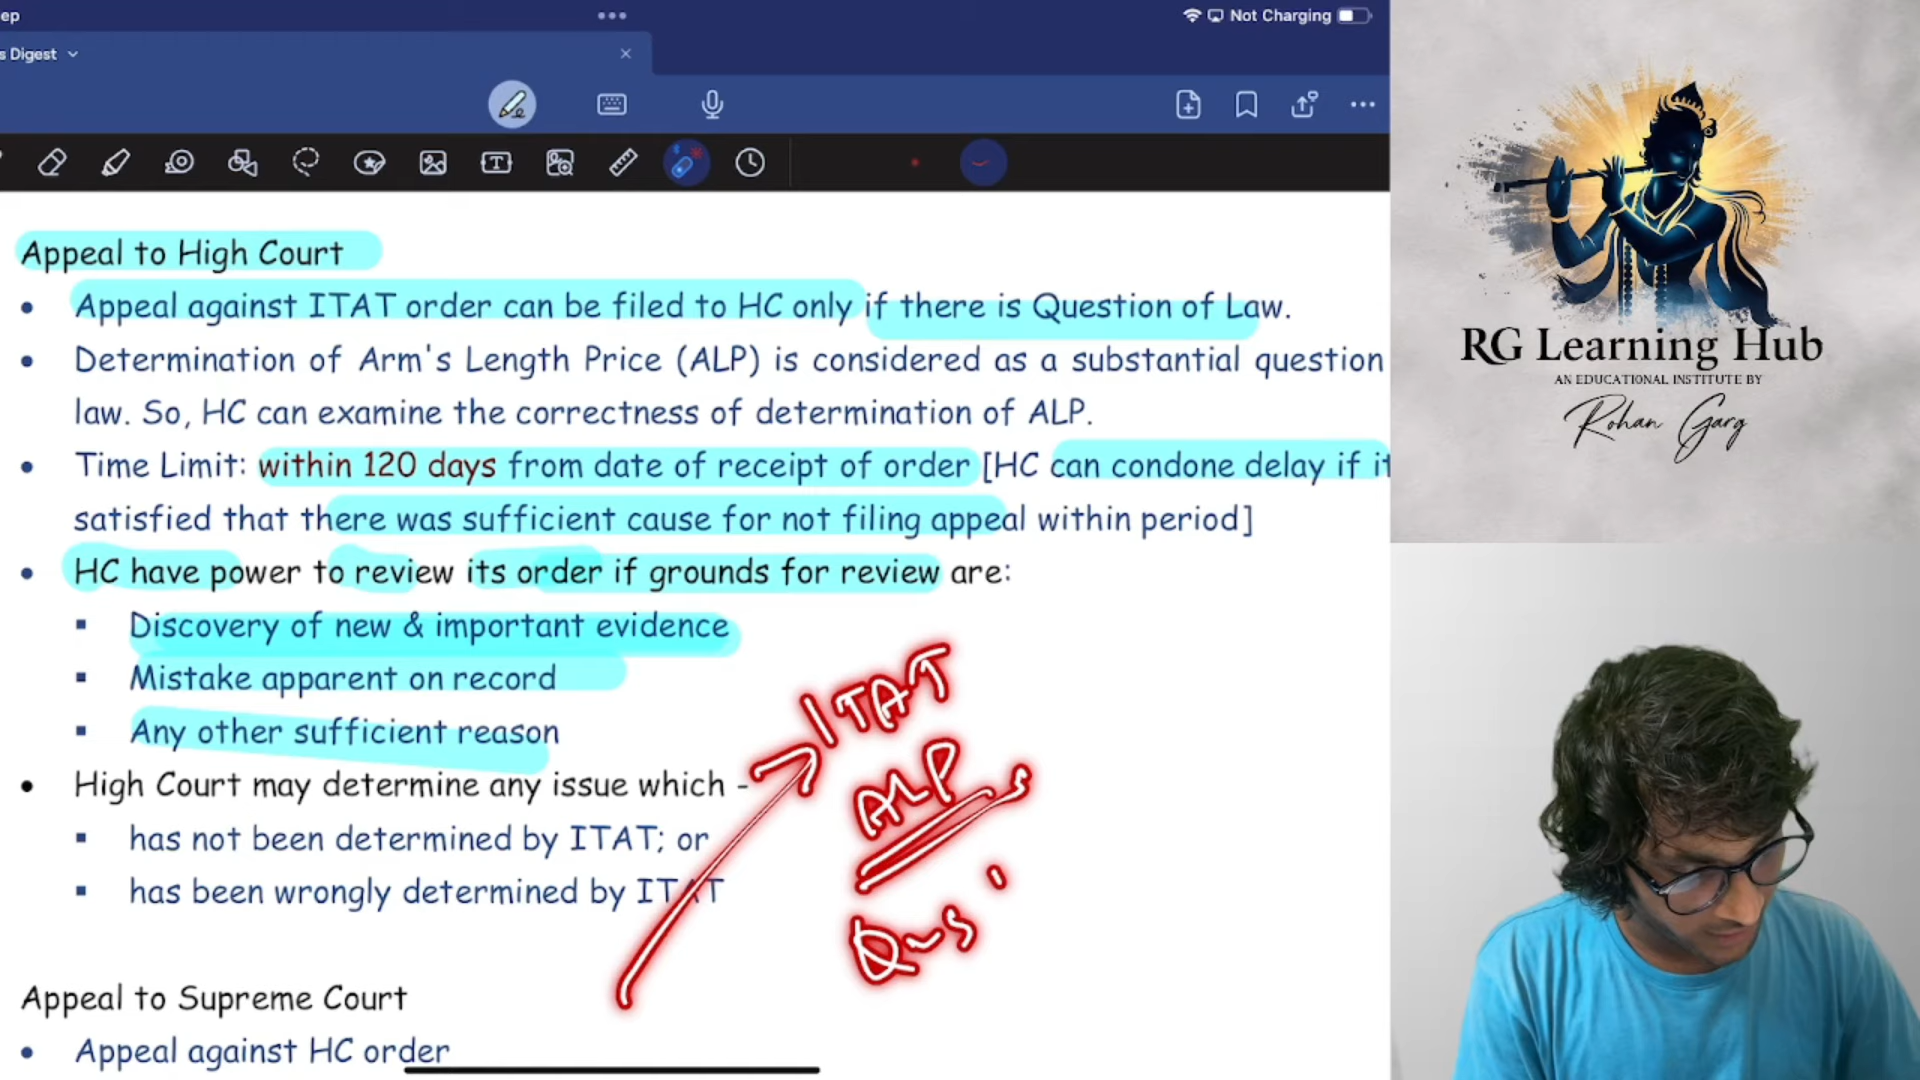 ep
Not Charging
s Digest
Appeal to High Court
• Appeal against ITAT order can be filed to HC only if there is Question of Law.
• Determination of Arm's Length Price (ALP) is considered as a substantial question
law. So, HC can examine the correctness of determination of ALP.
• Time Limit: within 120 days from date of receipt of order [HC can condone delay if it
satisfied that there was sufficient cause for not filing appeal within period]
• HC have power to review its order if grounds for review are:
▪ Discovery of new & important evidence
▪ Mistake apparent on record
▪ Any other sufficient reason
• High Court may determine any issue which -
▪ has not been determined by ITAT; or
▪ has been wrongly determined by ITAT
Appeal to Supreme Court
• Appeal against HC order
ITAT
ALP
Ques
RG Learning Hub
AN EDUCATIONAL INSTITUTE BY
Rohan Garg